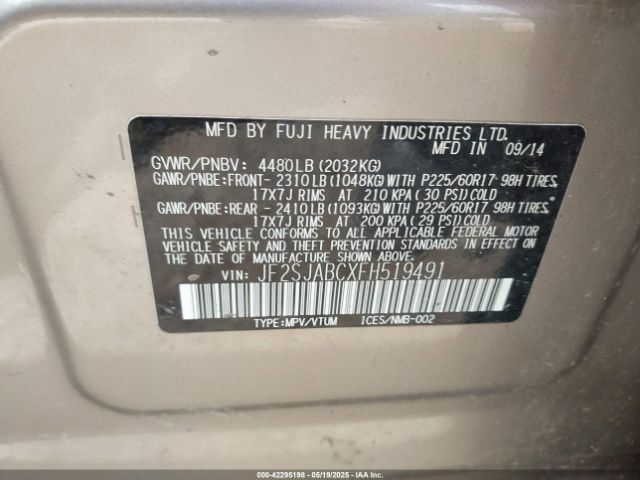 MFD BY FUJI HEAVY INDUSTRIES LTD.
MFD IN 09/14
GVWR/PNBV: 4480LB (2032KG)
GAWR/PNBE: FRONT- 2310LB (1048KG) WITH P225/60R17 98H TIRES,
17X7J RIMS AT 210 KPA (30 PSI) COLD
GAWR/PNBE: REAR - 2410LB (1093KG) WITH P225/60R17 98H TIRES,
17X7J RIMS AT 200 KPA (29 PSI) COLD
THIS VEHICLE CONFORMS TO ALL APPLICABLE FEDERAL MOTOR
VEHICLE SAFETY AND THEFT PREVENTION STANDARDS IN EFFECT ON
THE DATE OF MANUFACTURE SHOWN ABOVE.
VIN: JF2SJABCXFH519491
TYPE:MPV/VTUM ICES/NMB-002
000-42295198 - 05/19/2025 - IAAI.com